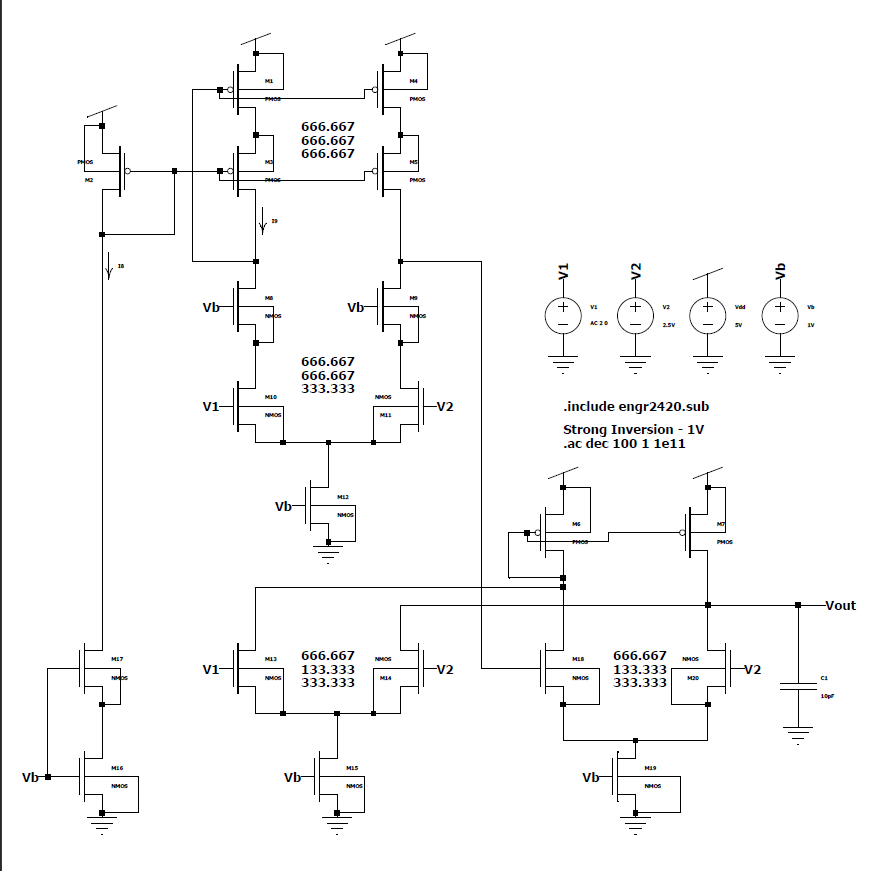 M1
PMOS
M4
PMOS
666.667
666.667
666.667
PMOS
M2
M3
PMOS
M5
PMOS
I9
I8
Vb
M8
NMOS
Vb
M9
NMOS
V1
V2
Vb
V1
AC 2 0
V2
2.5V
Vdd
5V
Vb
1V
666.667
666.667
333.333
V1
M10
NMOS
NMOS
M11
V2
.include engr2420.sub
Strong Inversion - 1V
.ac dec 100 1 1e11
Vb
M12
NMOS
M6
PMOS
M7
PMOS
Vout
M17
NMOS
V1
M13
NMOS
666.667
133.333
333.333
NMOS
M14
V2
M18
NMOS
666.667
133.333
333.333
NMOS
M20
V2
C1
10pF
Vb
M16
NMOS
Vb
M15
NMOS
Vb
M19
NMOS